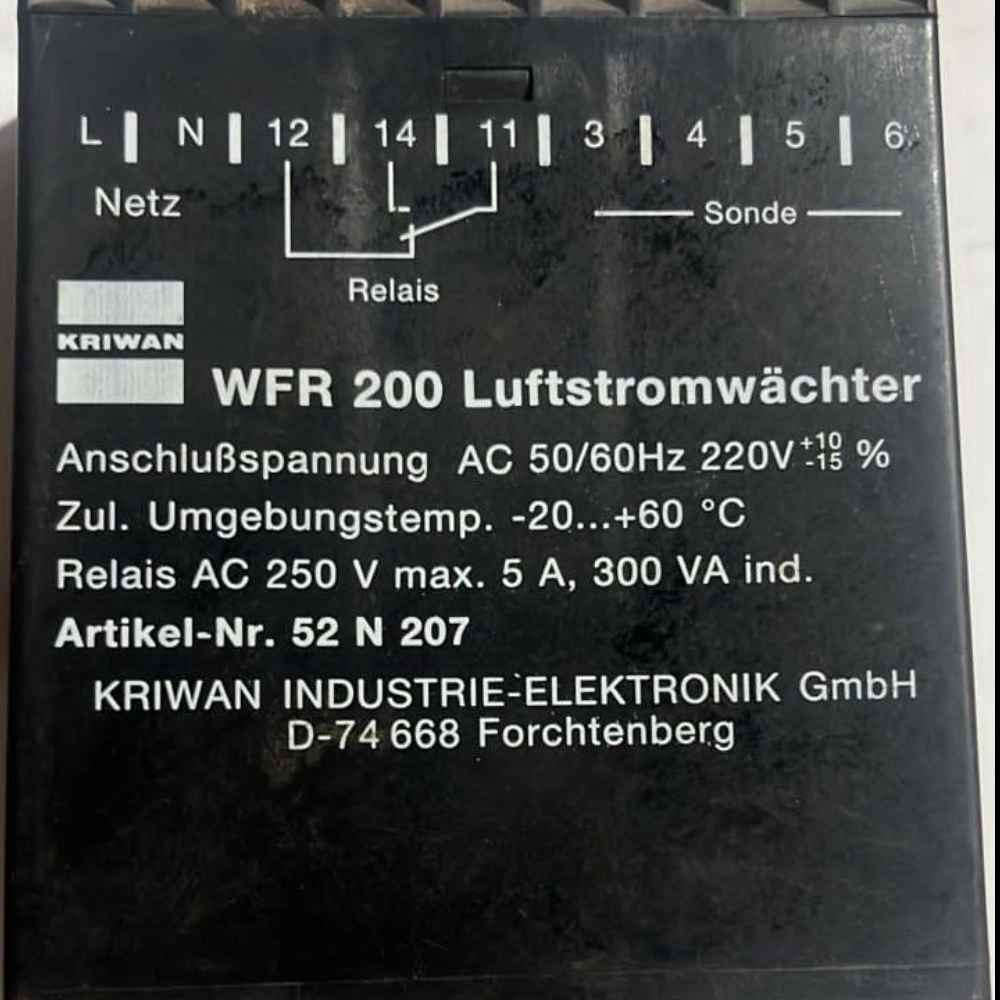 L N 12 14 11 3 4 5 6
Netz
Sonde
Relais
KRIWAN
WFR 200 Luftstromwächter
Anschlußspannung AC 50/60Hz 220V +10 -15 %
Zul. Umgebungstemp. -20...+60 °C
Relais AC 250 V max. 5 A, 300 VA ind.
Artikel-Nr. 52 N 207
KRIWAN INDUSTRIE-ELEKTRONIK GmbH
D-74 668 Forchtenberg